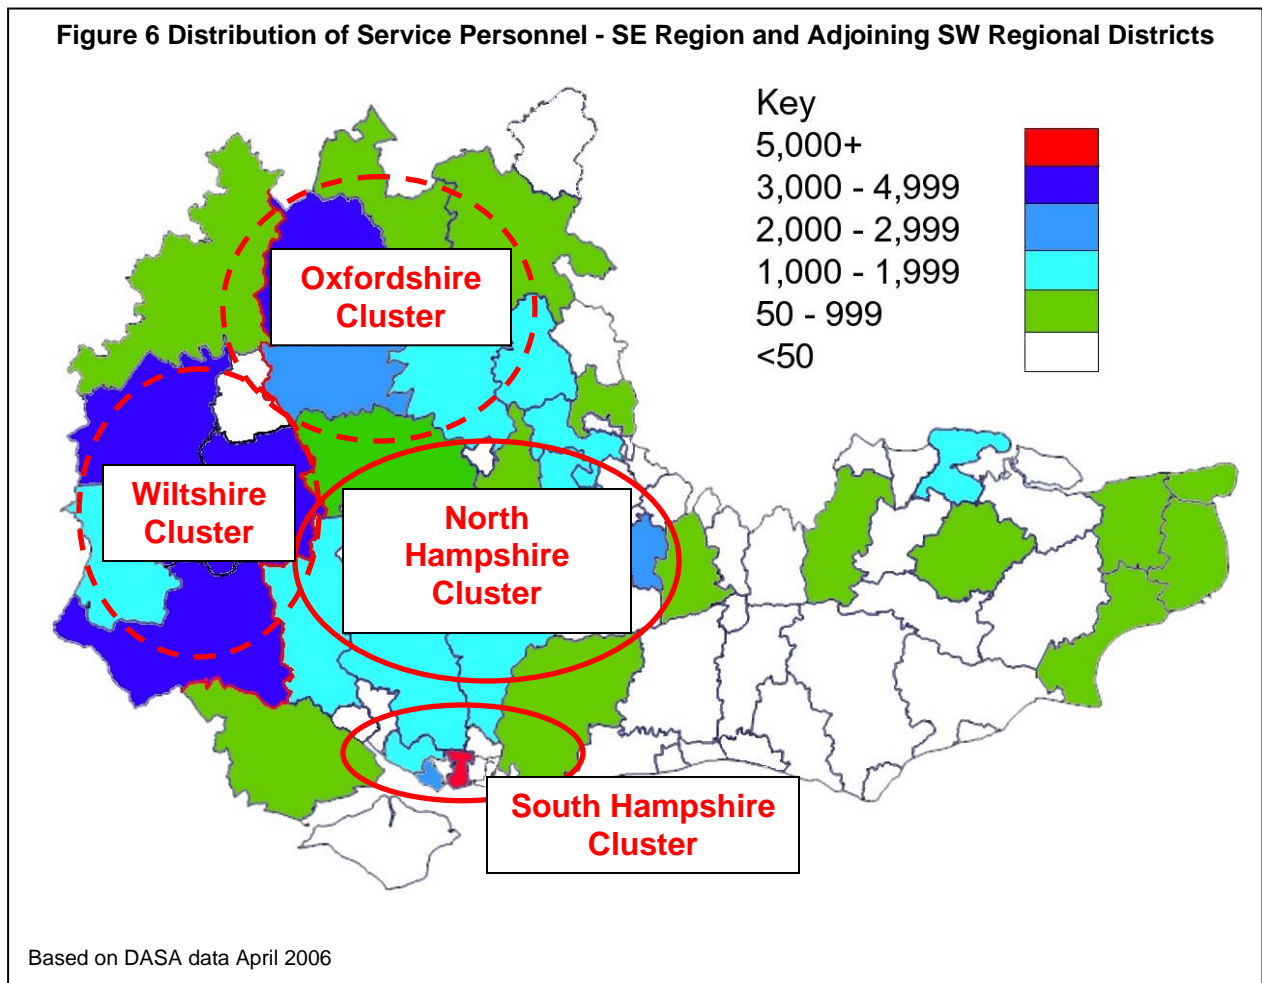 Figure 6 Distribution of Service Personnel - SE Region and Adjoining SW Regional Districts
Key
5,000+
3,000 - 4,999
2,000 - 2,999
1,000 - 1,999
50 - 999
<50
Oxfordshire
Cluster
Wiltshire
Cluster
North
Hampshire
Cluster
South Hampshire
Cluster
Based on DASA data April 2006